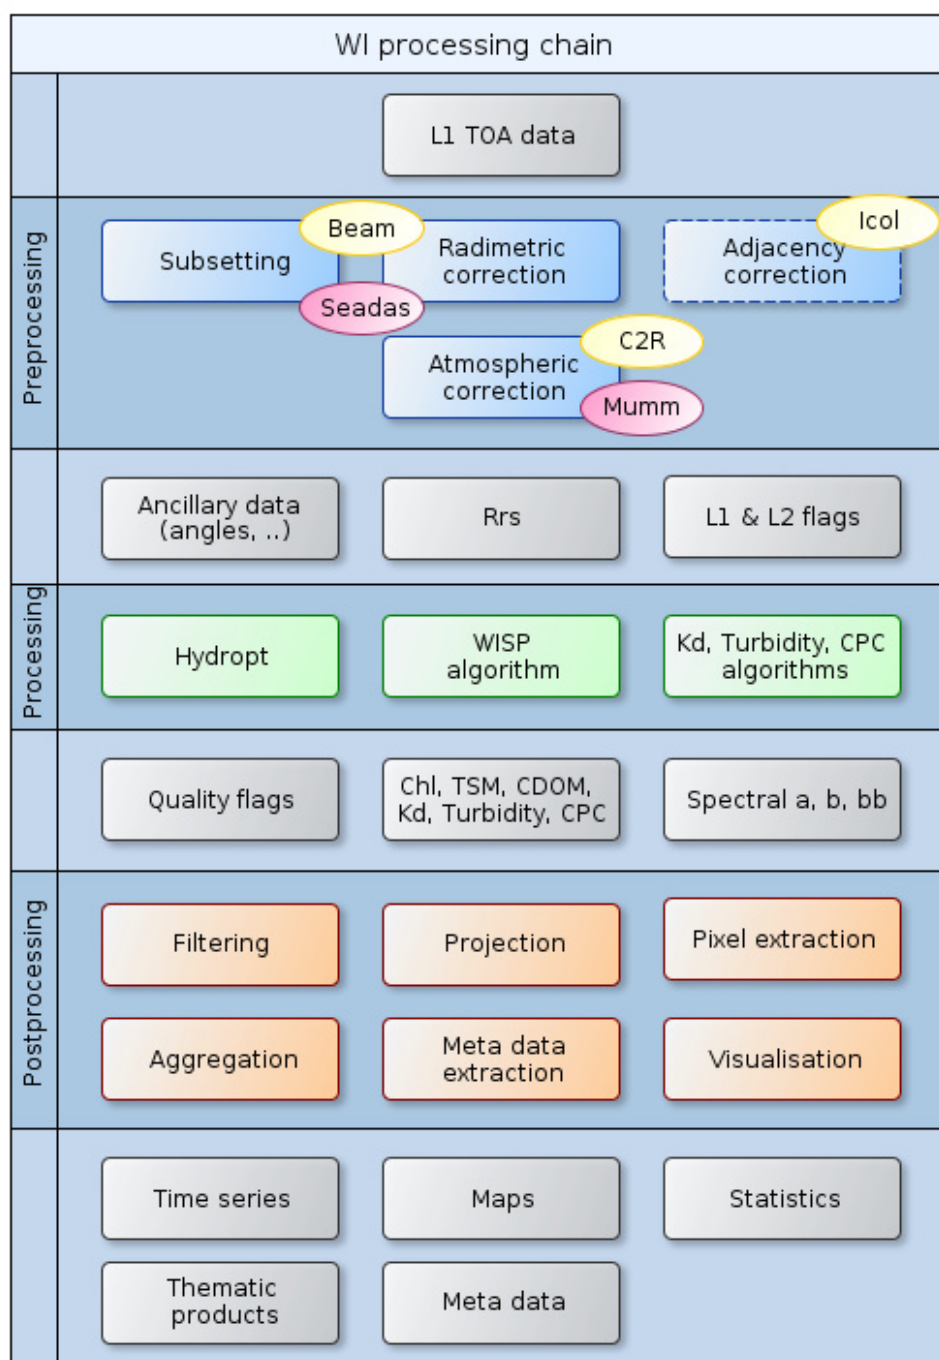 WI processing chain
L1 TOA data
Preprocessing
Beam
Icol
Subsetting
Radimetric
correction
Adjacency
correction
Seadas
C2R
Atmospheric
correction
Mumm
Ancillary data
(angles, ..)
Rrs
L1 & L2 flags
Processing
Hydropt
WISP
algorithm
Kd, Turbidity, CPC
algorithms
Quality flags
Chl, TSM, CDOM,
Kd, Turbidity, CPC
Spectral a, b, bb
Postprocessing
Filtering
Projection
Pixel extraction
Aggregation
Meta data
extraction
Visualisation
Time series
Maps
Statistics
Thematic
products
Meta data